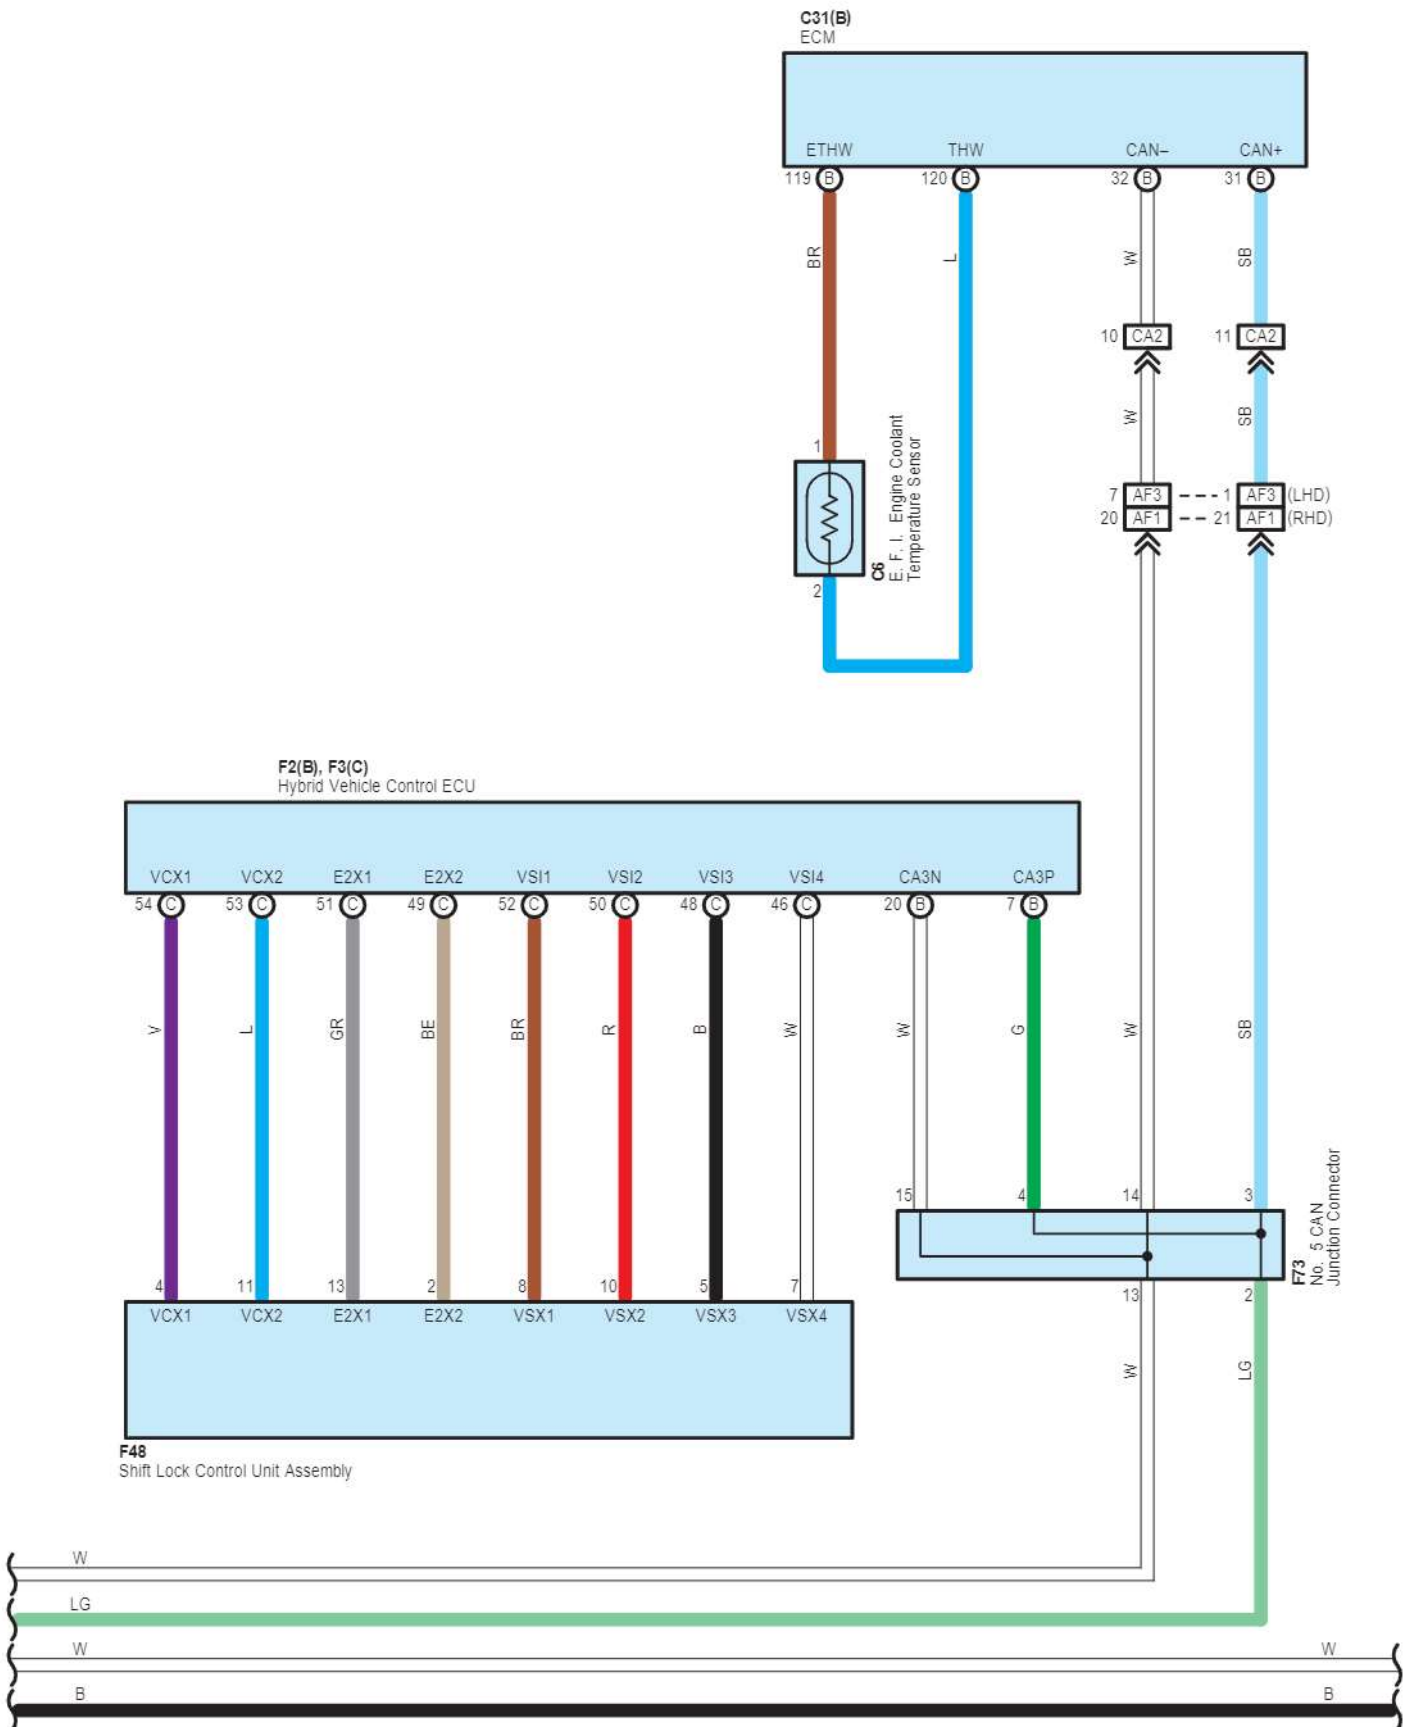 C31(B)
ECM
ETHW THW CAN– CAN+
119 B 120 B 32 B 31 B
BR L W SB
10 CA2 11 CA2
W SB
1
7 AF3 1 AF3 (LHD)
20 AF1 21 AF1 (RHD)
C6
E. F. I. Engine Coolant
Temperature Sensor
2
F2(B), F3(C)
Hybrid Vehicle Control ECU
VCX1 VCX2 E2X1 E2X2 VSI1 VSI2 VSI3 VSI4 CA3N CA3P
54 C 53 C 51 C 49 C 52 C 50 C 48 C 46 C 20 B 7 B
V L GR BE BR R B W W G W SB
15 4 14 3
F73
No. 5 CAN
Junction Connector
4 11 13 2 8 10 5 7 13 2
VCX1 VCX2 E2X1 E2X2 VSX1 VSX2 VSX3 VSX4
W LG
F48
Shift Lock Control Unit Assembly
W
LG
W W
B B